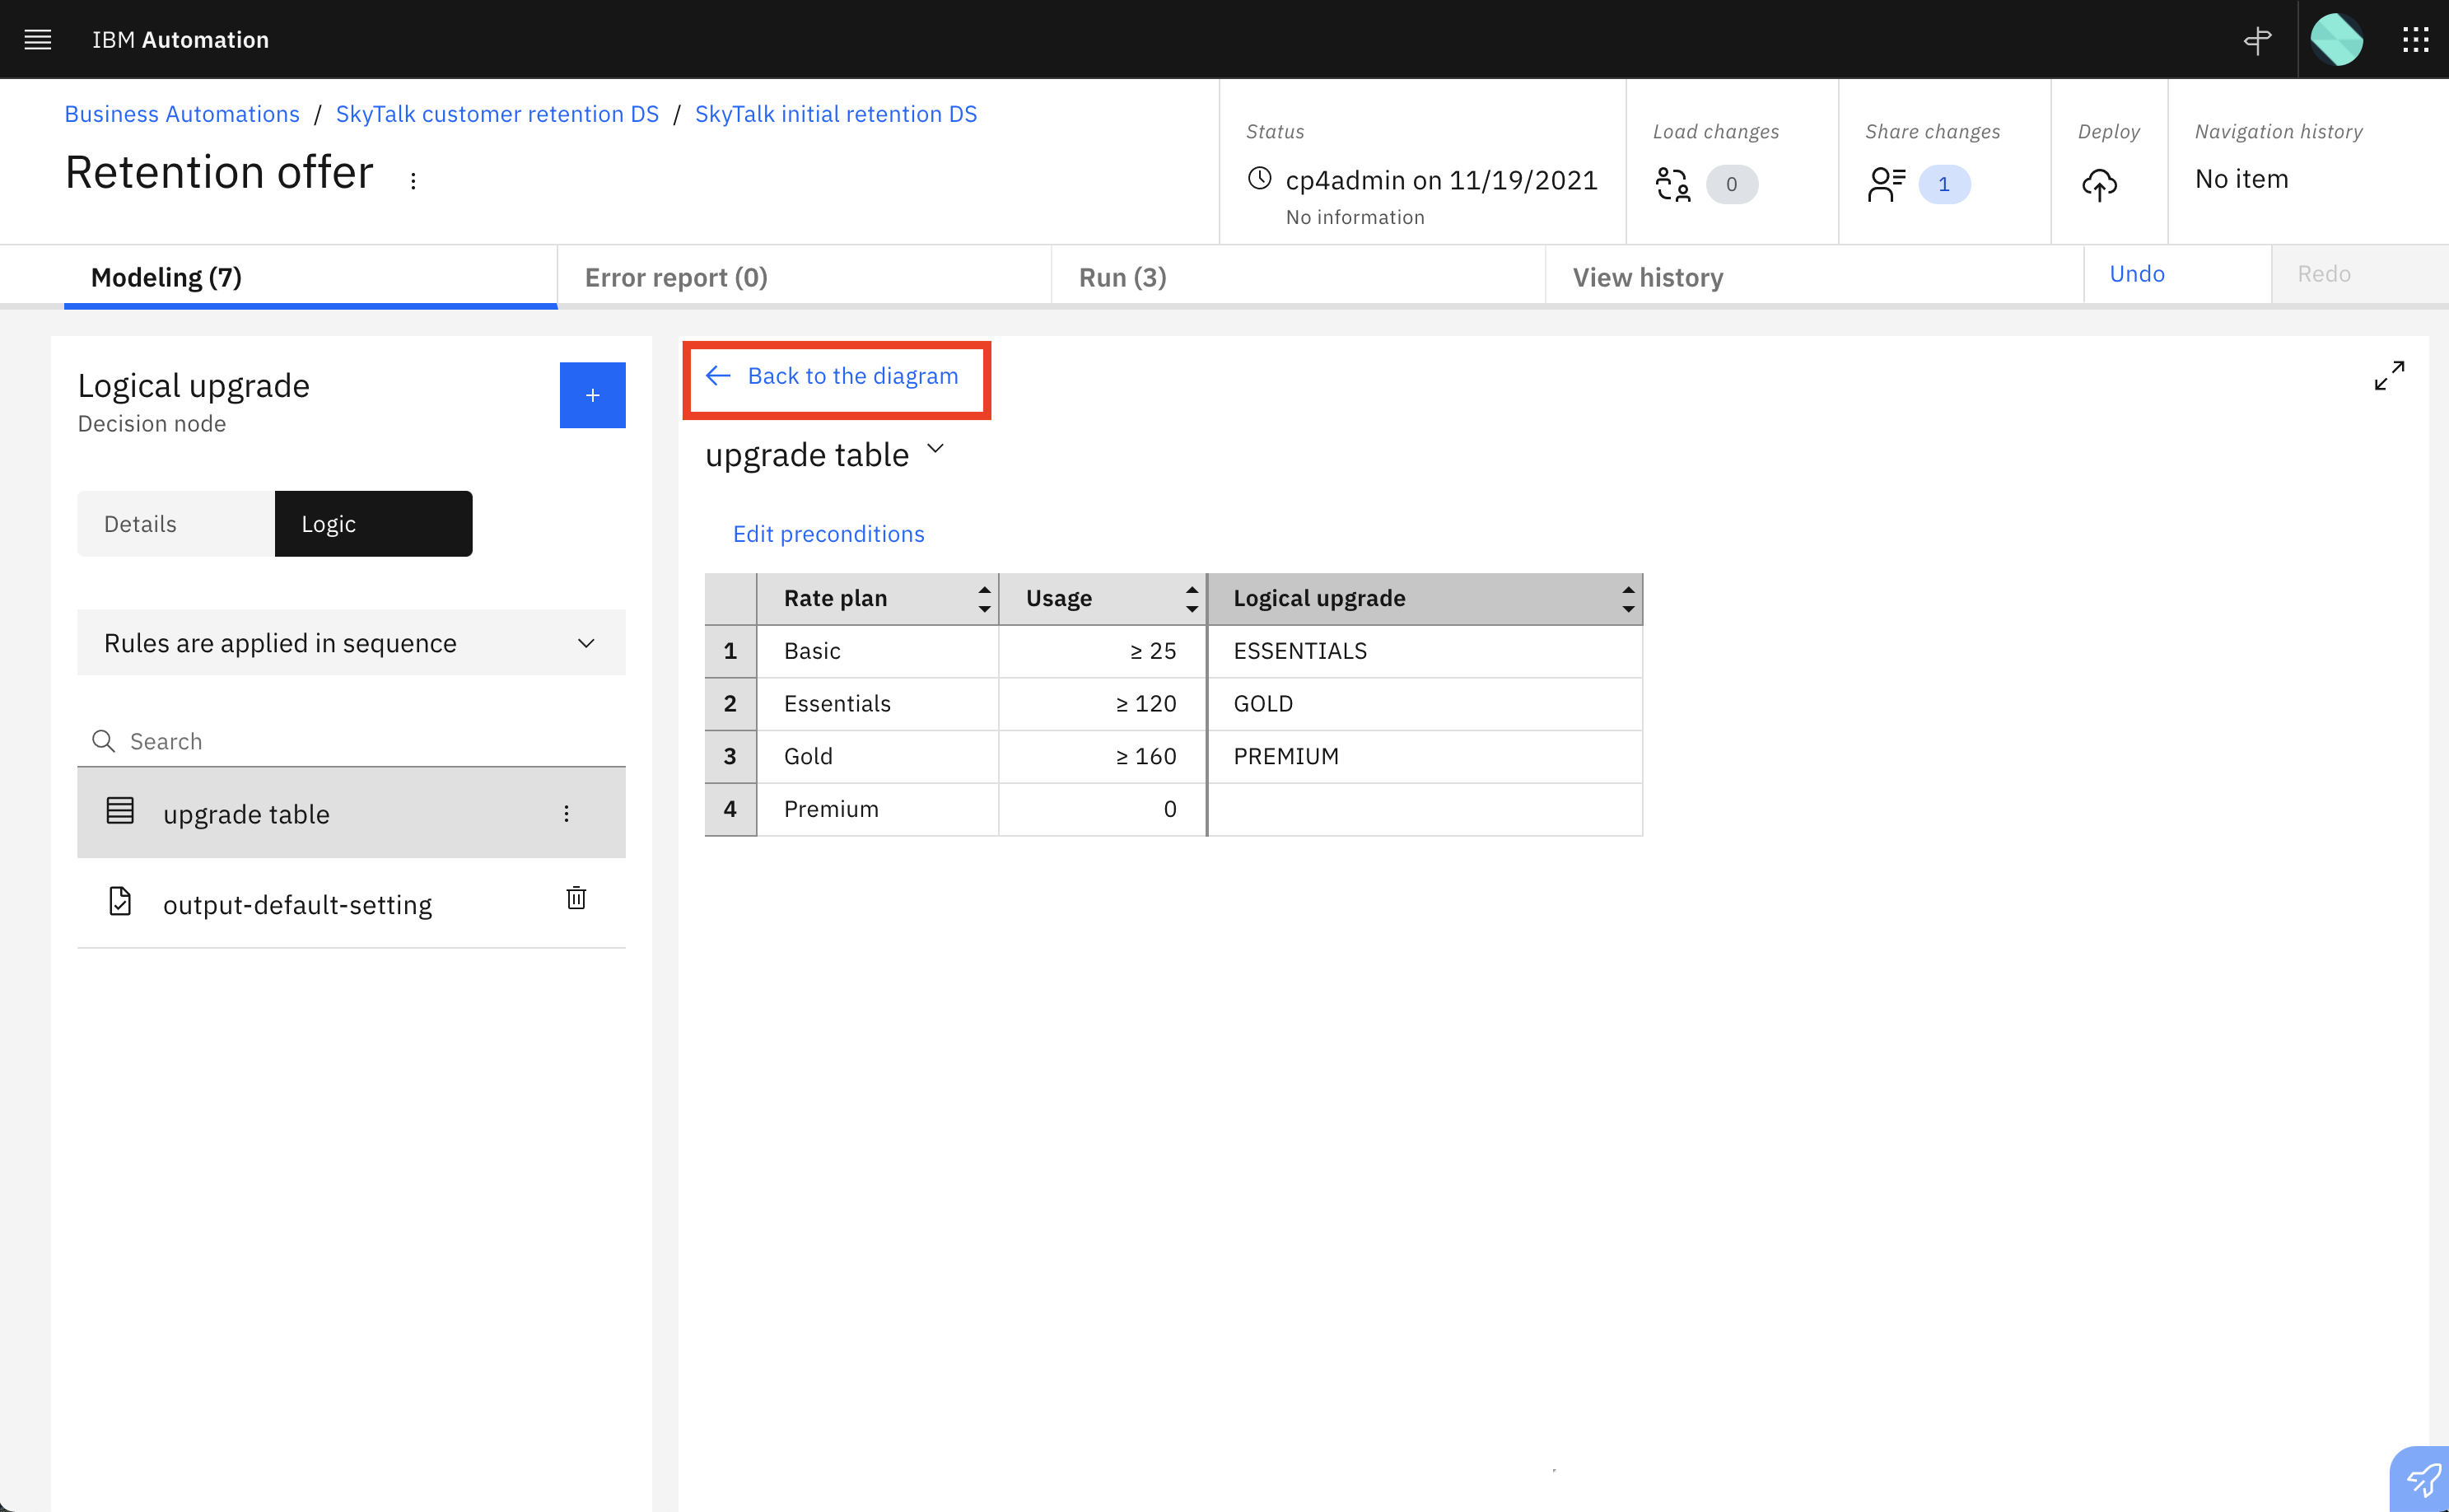 IBM Automation
Business Automations / SkyTalk customer retention DS / SkyTalk initial retention DS
Retention offer
Status
cp4admin on 11/19/2021
No information
Load changes
0
Share changes
1
Deploy
Navigation history
No item
Modeling (7)
Error report (0)
Run (3)
View history
Undo
Redo
Logical upgrade
Decision node
+
Details
Logic
Rules are applied in sequence
Search
upgrade table
output-default-setting
Back to the diagram
upgrade table
Edit preconditions
Rate plan Usage Logical upgrade
1 Basic ≥ 25 ESSENTIALS
2 Essentials ≥ 120 GOLD
3 Gold ≥ 160 PREMIUM
4 Premium 0